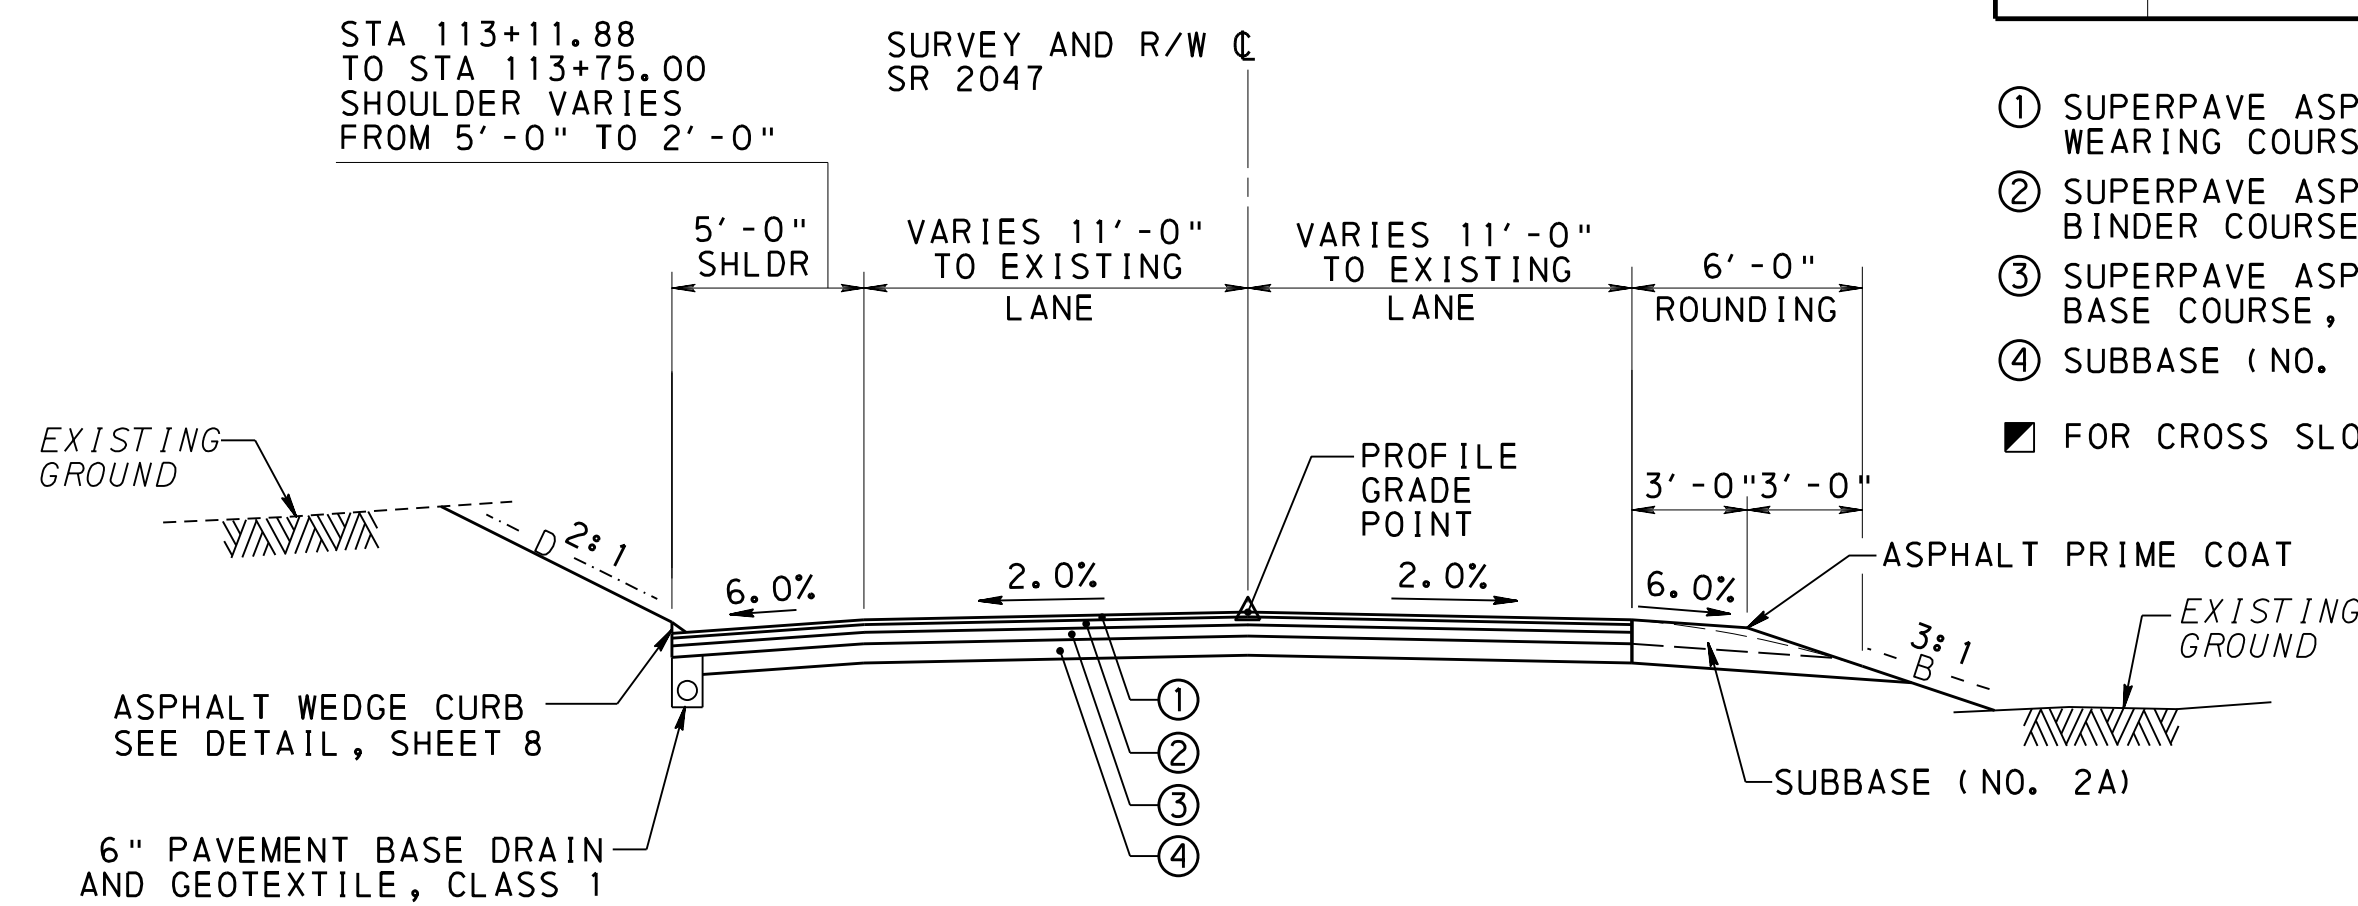 STA 113+11.88
TO STA 113+75.00
SHOULDER VARIES
FROM 5'-0" TO 2'-0"
SURVEY AND R/W ℄
SR 2047
5'-0"
SHLDR
VARIES 11'-0"
TO EXISTING
LANE
VARIES 11'-0"
TO EXISTING
LANE
6'-0"
ROUNDING
① SUPERPAVE ASP
WEARING COURS
② SUPERPAVE ASP
BINDER COURSE
③ SUPERPAVE ASP
BASE COURSE,
④ SUBBASE (NO.
FOR CROSS SLO
EXISTING
GROUND
D 2:1
6.0%
2.0%
PROFILE
GRADE
POINT
2.0%
3'-0" 3'-0"
6.0%
ASPHALT PRIME COAT
3:1
B
EXISTING
GROUND
ASPHALT WEDGE CURB
SEE DETAIL, SHEET 8
①
②
③
④
SUBBASE (NO. 2A)
6" PAVEMENT BASE DRAIN
AND GEOTEXTILE, CLASS 1